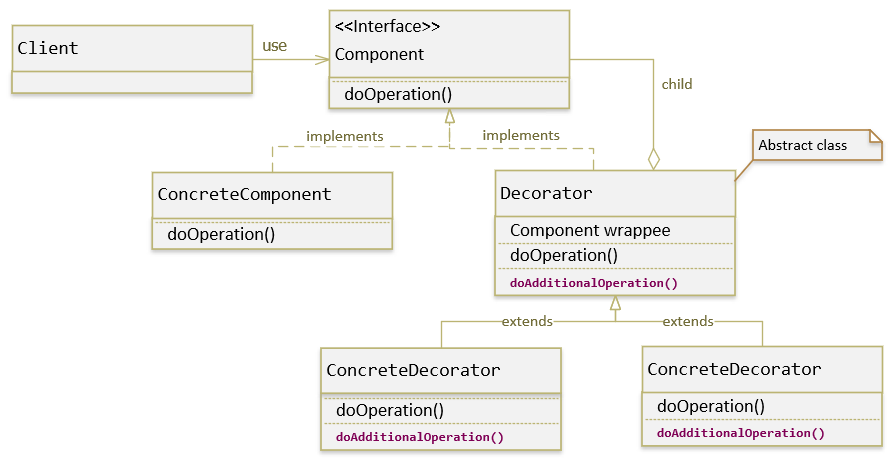 Client
use
<<Interface>>
Component
doOperation()
child
implements
implements
Abstract class
ConcreteComponent
doOperation()
Decorator
Component wrappee
doOperation()
doAdditionalOperation()
extends
extends
ConcreteDecorator
doOperation()
doAdditionalOperation()
ConcreteDecorator
doOperation()
doAdditionalOperation()